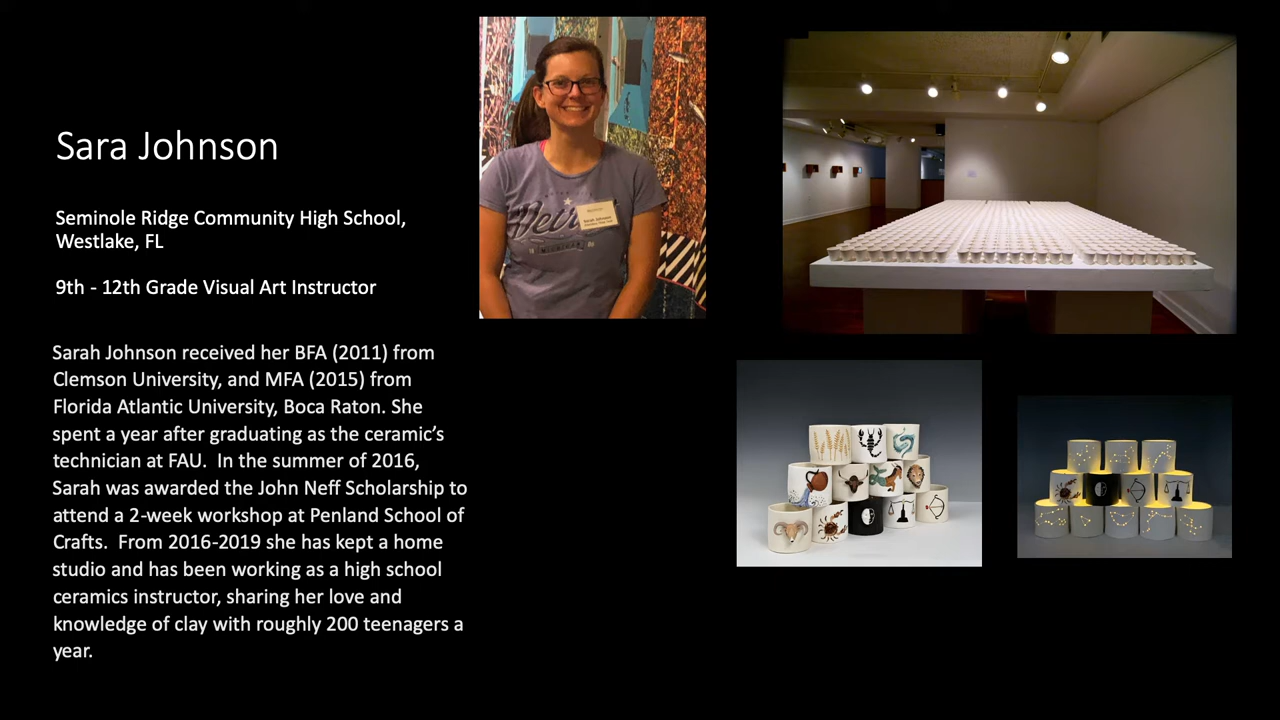 Sara Johnson
Seminole Ridge Community High School,
Westlake, FL
9th - 12th Grade Visual Art Instructor
Sarah Johnson received her BFA (2011) from
Clemson University, and MFA (2015) from
Florida Atlantic University, Boca Raton. She
spent a year after graduating as the ceramic’s
technician at FAU.  In the summer of 2016,
Sarah was awarded the John Neff Scholarship to
attend a 2-week workshop at Penland School of
Crafts.  From 2016-2019 she has kept a home
studio and has been working as a high school
ceramics instructor, sharing her love and
knowledge of clay with roughly 200 teenagers a
year.
Detroit
MICHIGAN
Sarah Johnson